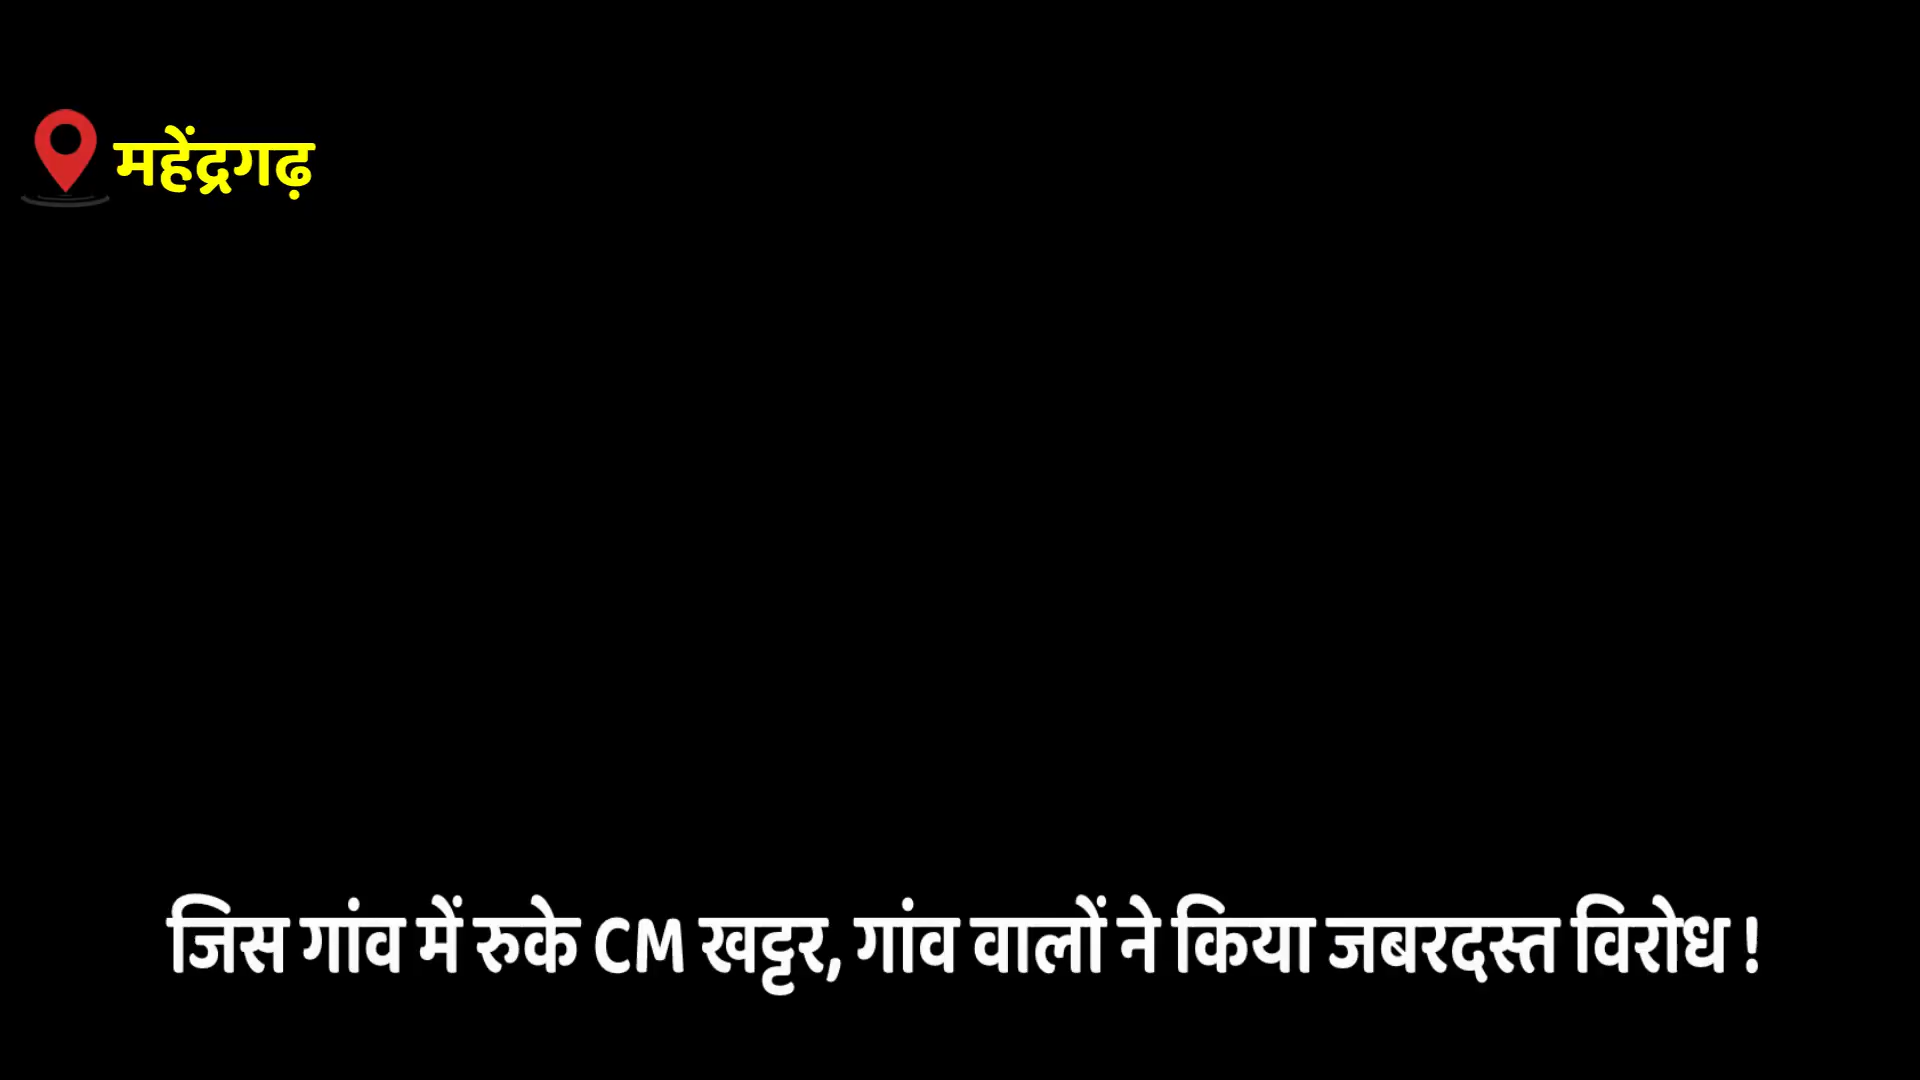 महेंद्रगढ़
जिस गांव में रुके CM खट्टर, गांव वालों ने किया जबरदस्त विरोध !